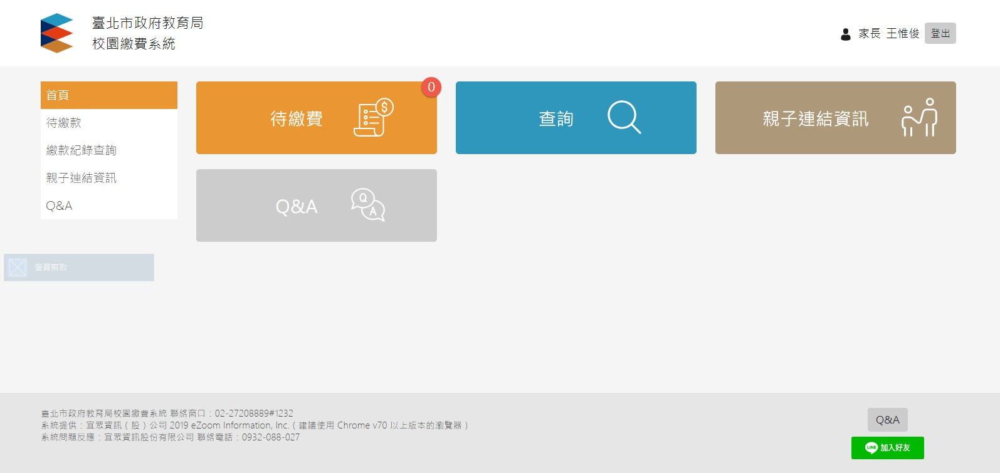 臺北市政府教育局
校園繳費系統
家長 王惟俊 登出
首頁
待繳款
繳款紀錄查詢
親子連結資訊
Q&A
待繳費
0
查詢
親子連結資訊
Q&A
Q
A
螢幕剪取
臺北市政府教育局校園繳費系統 聯絡窗口：02-27208889#1232
系統提供：宜眾資訊（股）公司 2019 eZoom Information, Inc.（建議使用 Chrome v70 以上版本的瀏覽器）
系統問題反應：宜眾資訊股份有限公司 聯絡電話：0932-088-027
Q&A
LINE 加入好友